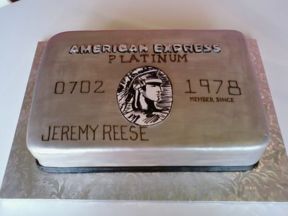 AMERICAN EXPRESS
PLATINUM
0702 1978
MEMBER SINCE
JEREMY REESE